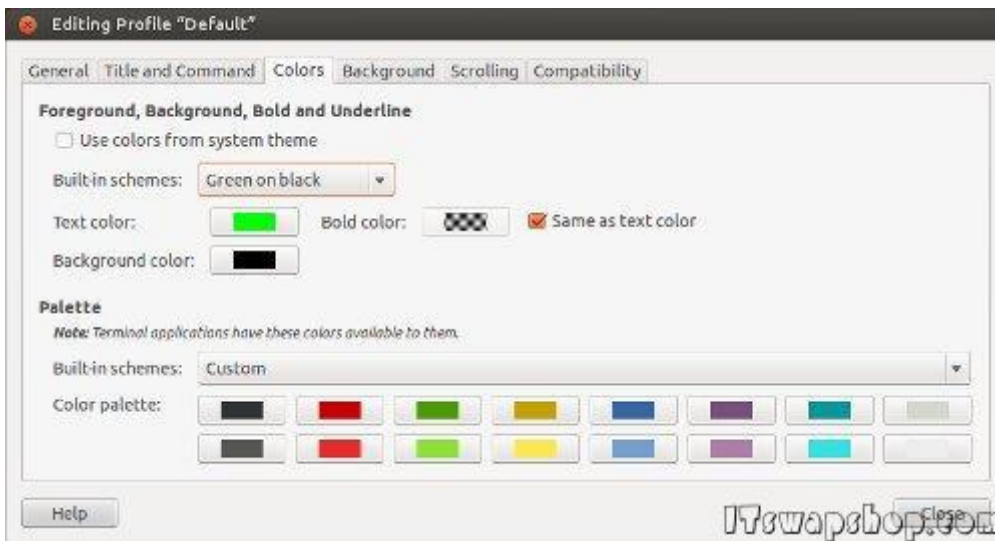 Editing Profile “Default”
General Title and Command Colors Background Scrolling Compatibility
Foreground, Background, Bold and Underline
Use colors from system theme
Built-in schemes: Green on black
Text color: Bold color: Same as text color
Background color:
Palette
Note: Terminal applications have these colors available to them.
Built-in schemes: Custom
Color palette:
Help Close
ITswapshop.com